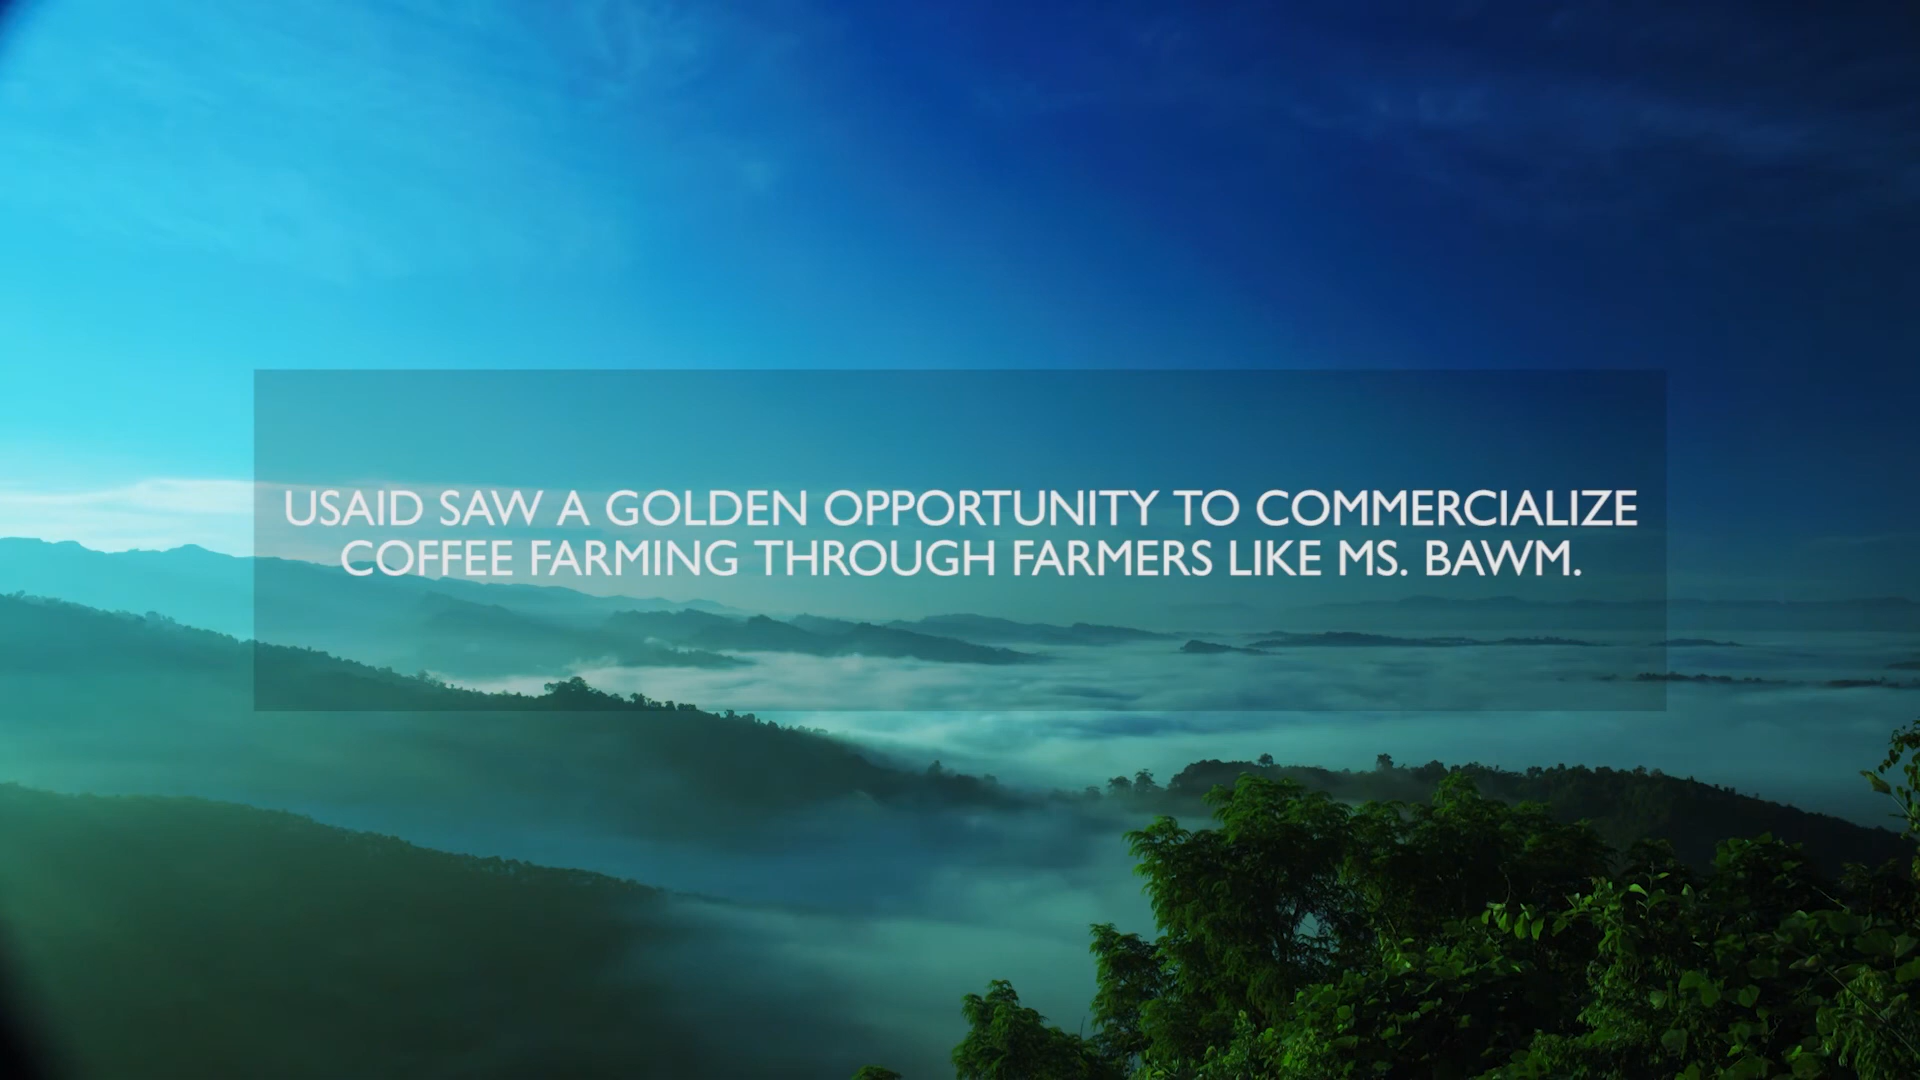 USAID SAW A GOLDEN OPPORTUNITY TO COMMERCIALIZE
COFFEE FARMING THROUGH FARMERS LIKE MS. BAWM.